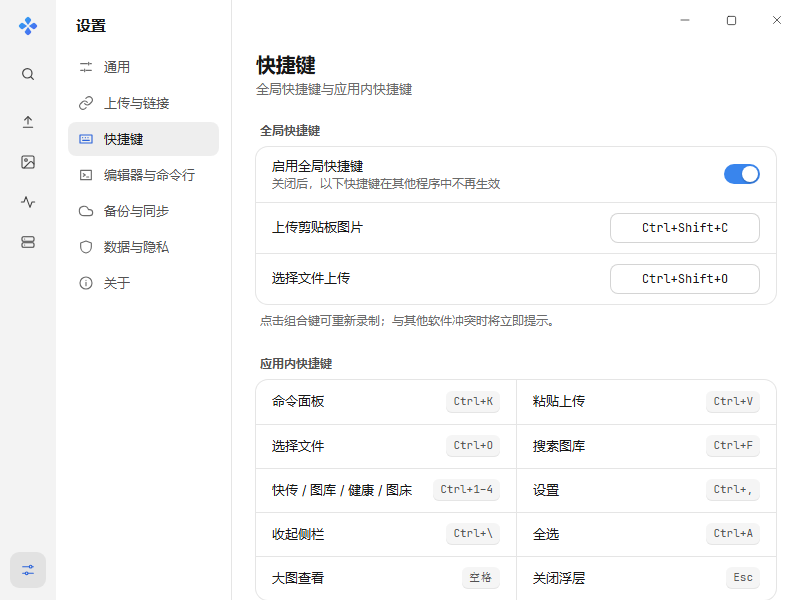 设置
通用
上传与链接
快捷键
编辑器与命令行
备份与同步
数据与隐私
关于
快捷键
全局快捷键与应用内快捷键
全局快捷键
启用全局快捷键
关闭后，以下快捷键在其他程序中不再生效
上传剪贴板图片 Ctrl+Shift+C
选择文件上传 Ctrl+Shift+O
点击组合键可重新录制；与其他软件冲突时将立即提示。
应用内快捷键
命令面板 Ctrl+K 粘贴上传 Ctrl+V
选择文件 Ctrl+O 搜索图库 Ctrl+F
快传 / 图库 / 健康 / 图床 Ctrl+1–4 设置 Ctrl+,
收起侧栏 Ctrl+\ 全选 Ctrl+A
大图查看 空格 关闭浮层 Esc